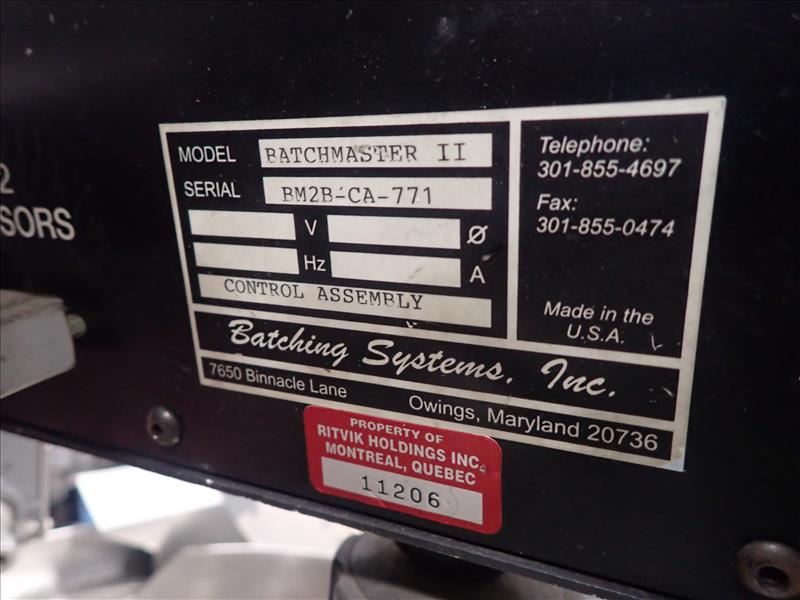 2
SORS
MODEL BATCHMASTER II
SERIAL BM2B-CA-771
V Ø
Hz A
CONTROL ASSEMBLY
Telephone:
301-855-4697
Fax:
301-855-0474
Made in the
U.S.A.
Batching Systems, Inc.
7650 Binnacle Lane Owings, Maryland 20736
PROPERTY OF
RITVIK HOLDINGS INC.
MONTREAL, QUEBEC
11206